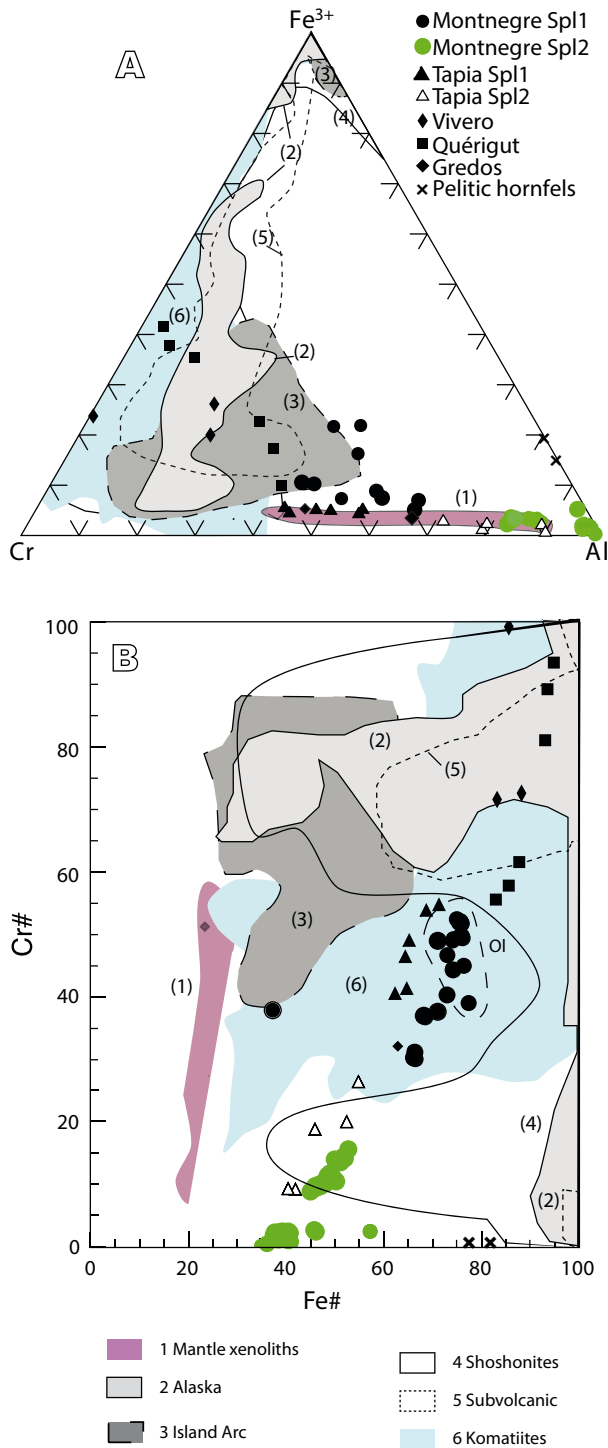 Fe3+
A
Montnegre Spl1
Montnegre Spl2
Tapia Spl1
Tapia Spl2
Vivero
Quérigut
Gredos
Pelitic hornfels
(3)
(4)
(2)
(5)
(6)
(2)
(3)
(1)
Cr
Al
B
100
80
60
40
20
0
Cr#
(2)
(5)
(3)
(1)
(6)
Ol
(4)
(2)
0
20
40
60
80
100
Fe#
1 Mantle xenoliths
2 Alaska
3 Island Arc
4 Shoshonites
5 Subvolcanic
6 Komatiites